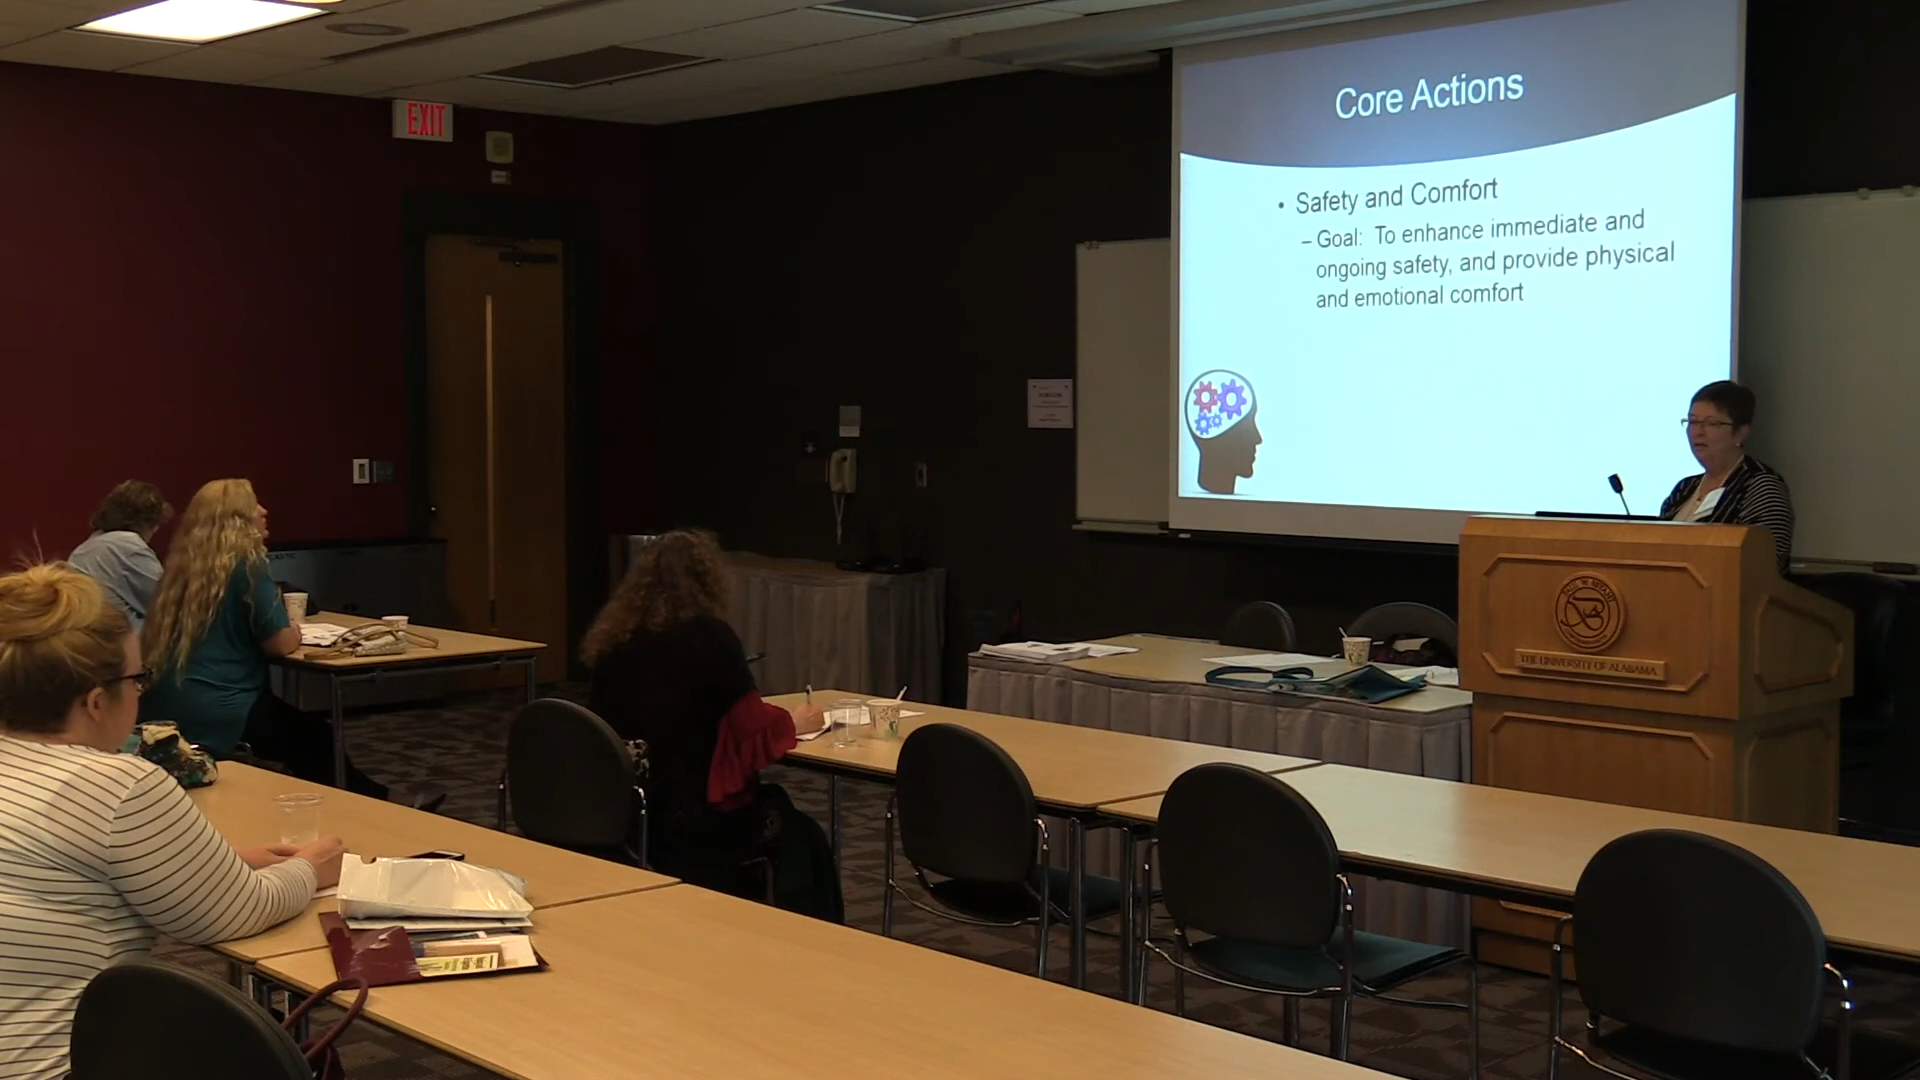 EXIT
Core Actions
• Safety and Comfort
– Goal: To enhance immediate and
ongoing safety, and provide physical
and emotional comfort
THE UNIVERSITY OF ALABAMA